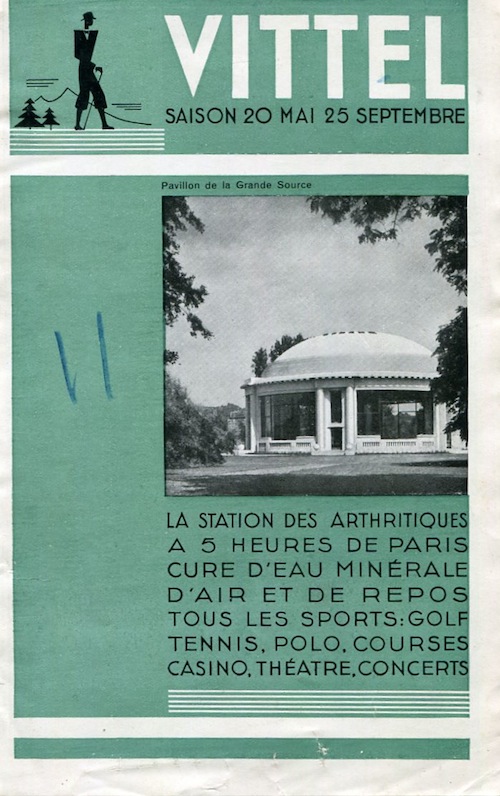 VITTEL
SAISON 20 MAI 25 SEPTEMBRE
Pavillon de la Grande Source
LA STATION DES ARTHRITIQUES
A 5 HEURES DE PARIS
CURE D'EAU MINÉRALE
D'AIR ET DE REPOS
TOUS LES SPORTS: GOLF
TENNIS, POLO, COURSES
CASINO, THÉATRE, CONCERTS